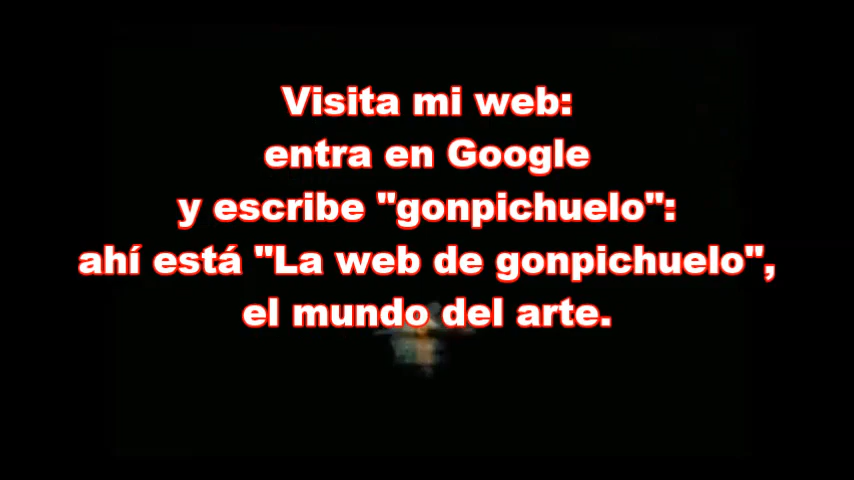 Visita mi web:
entra en Google
y escribe "gonpichuelo":
ahí está "La web de gonpichuelo",
el mundo del arte.